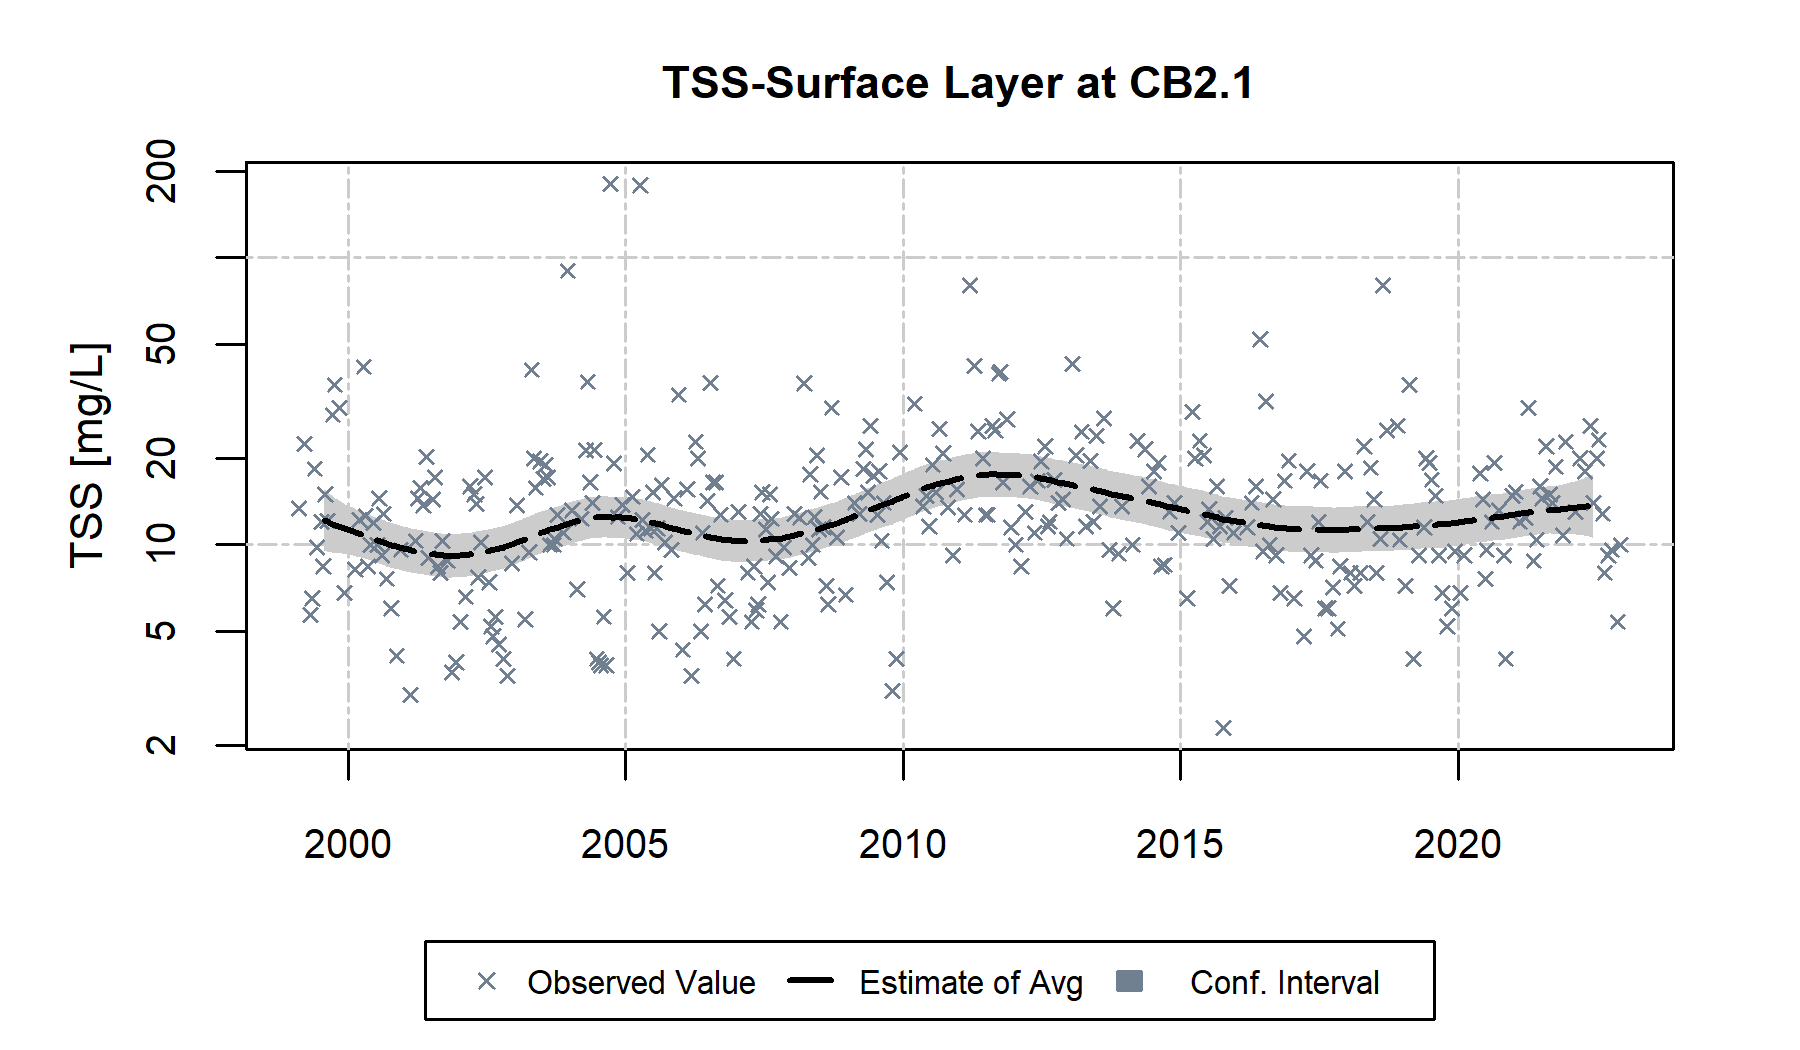 TSS-Surface Layer at CB2.1
TSS [mg/L]
200
50
20
10
5
2
2000 2005 2010 2015 2020
Observed Value Estimate of Avg Conf. Interval